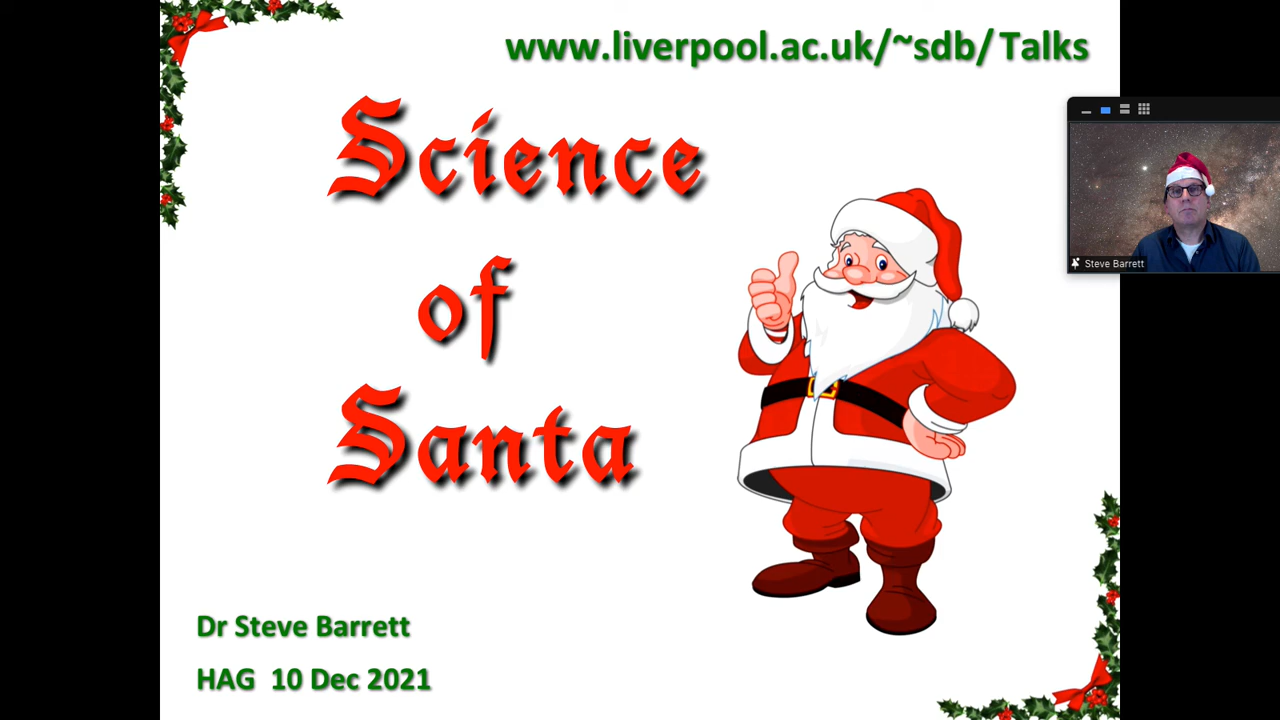 www.liverpool.ac.uk/~sdb/Talks
Science
of
Santa
Steve Barrett
Dr Steve Barrett
HAG 10 Dec 2021